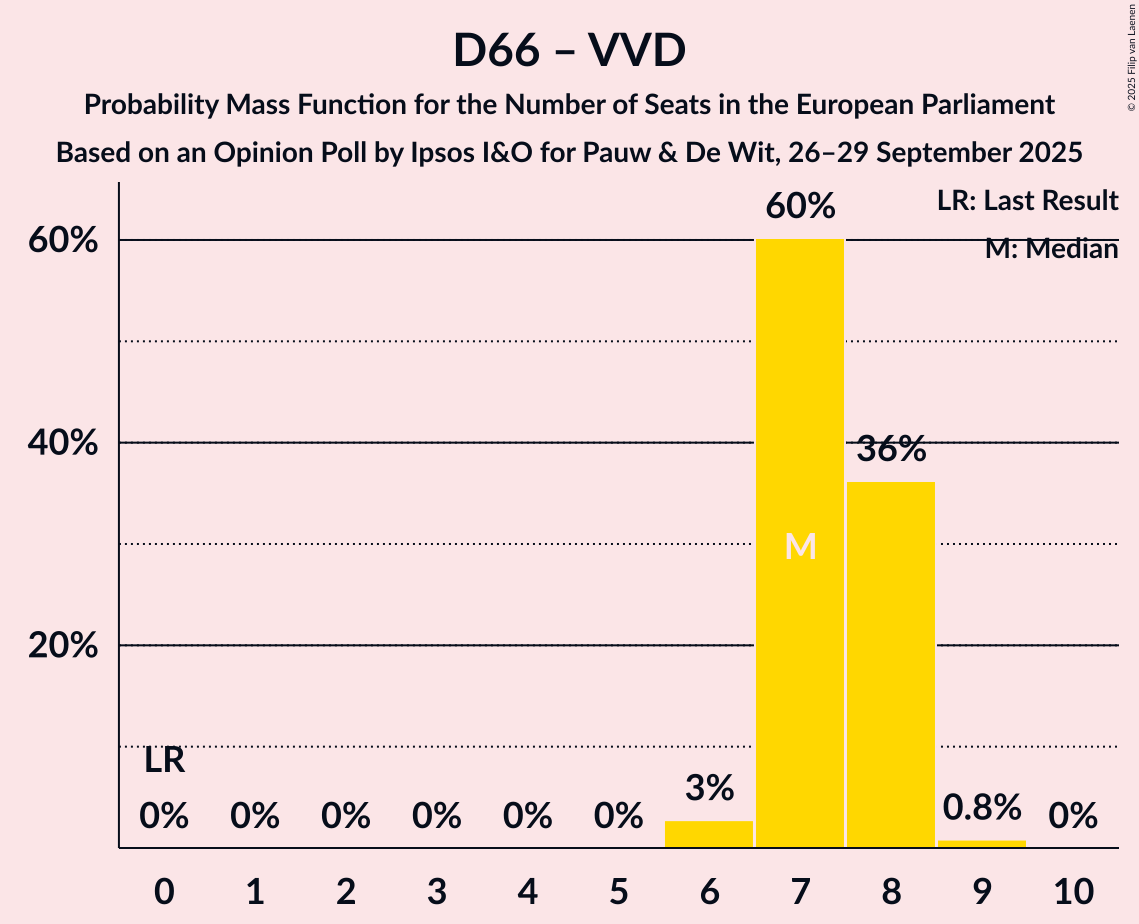 D66 – VVD
Probability Mass Function for the Number of Seats in the European Parliament
Based on an Opinion Poll by Ipsos I&O for Pauw & De Wit, 26–29 September 2025
© 2025 Filip van Laenen
LR: Last Result
M: Median
60%
40%
20%
60%
36%
M
LR
0% 0% 0% 0% 0% 0% 3% 0.8% 0%
0 1 2 3 4 5 6 7 8 9 10